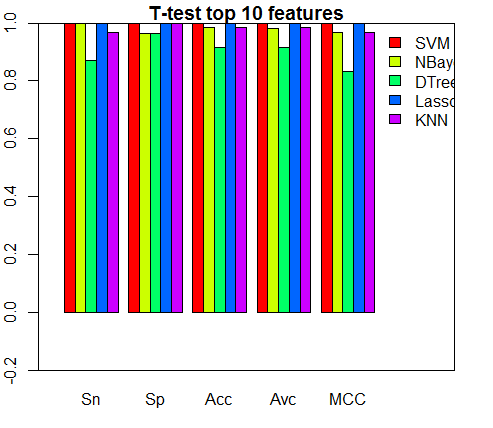 T-test top 10 features
1.0
0.8
0.6
0.4
0.2
0.0
-0.2
SVM
NBay
DTree
Lasso
KNN
Sn Sp Acc Avc MCC